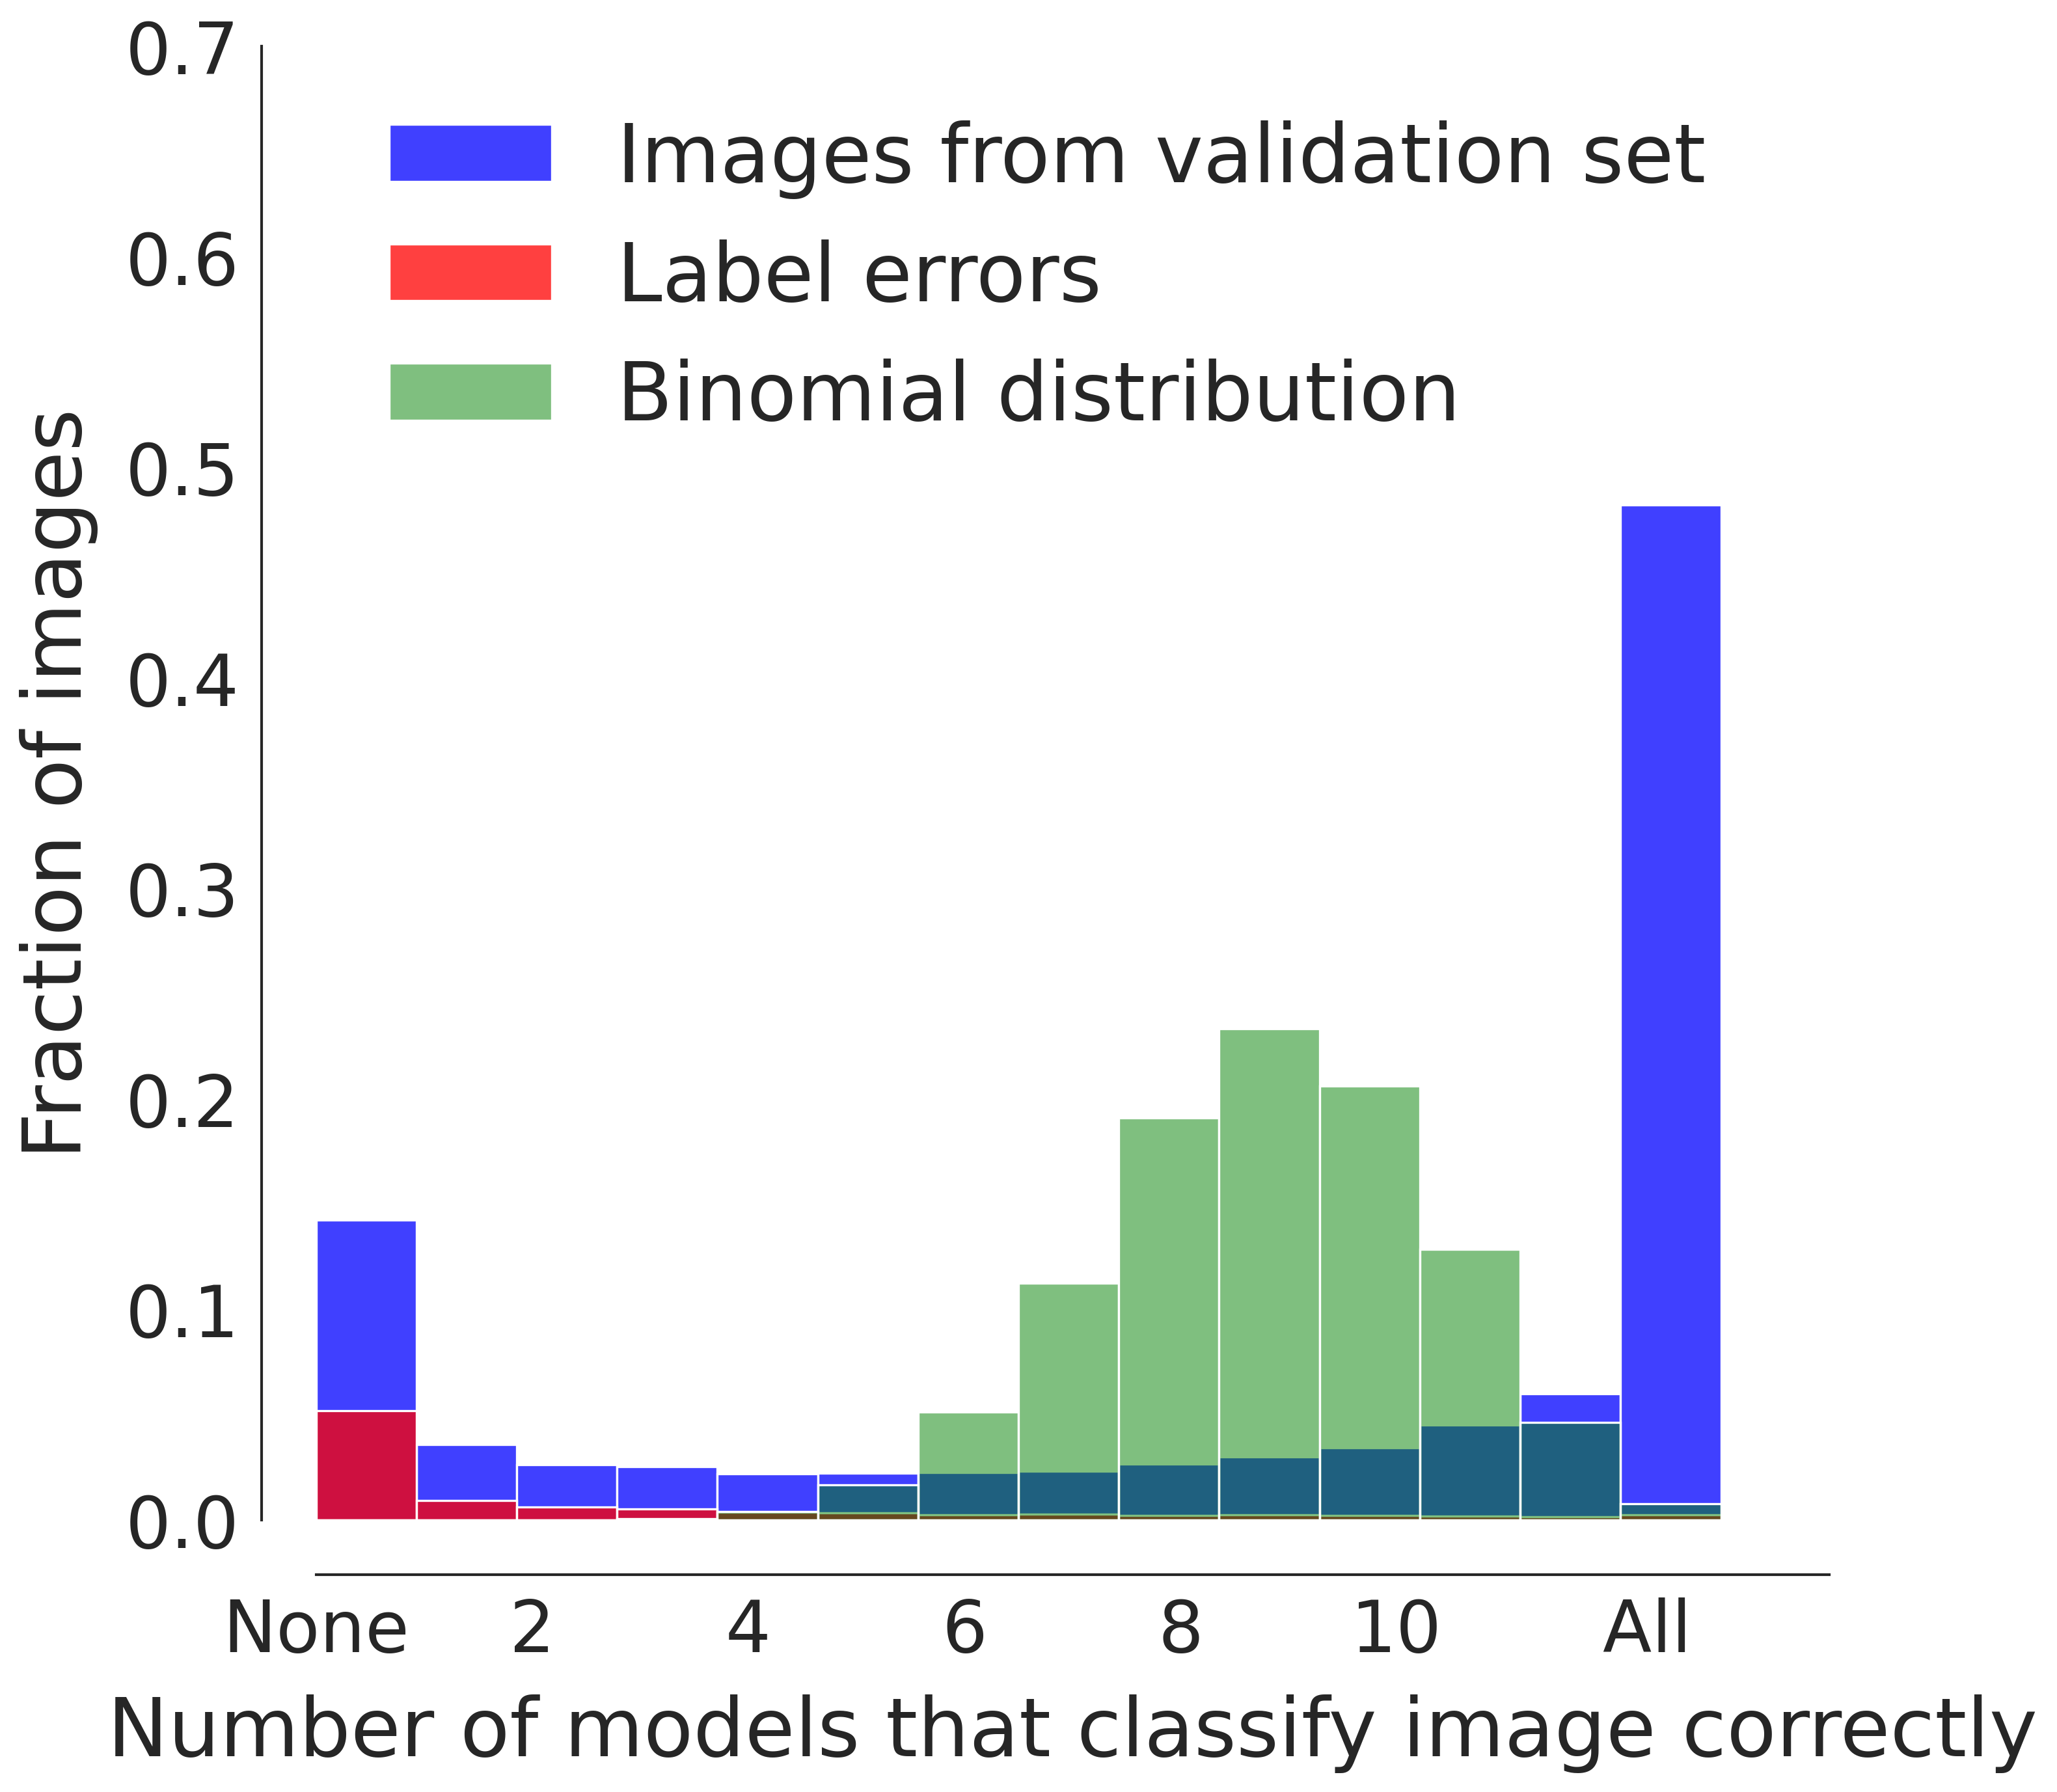 0.7
Images from validation set
0.6
Label errors
Binomial distribution
0.5
0.4
0.3
0.2
0.1
0.0
Fraction of images
None 2 4 6 8 10 All
Number of models that classify image correctly